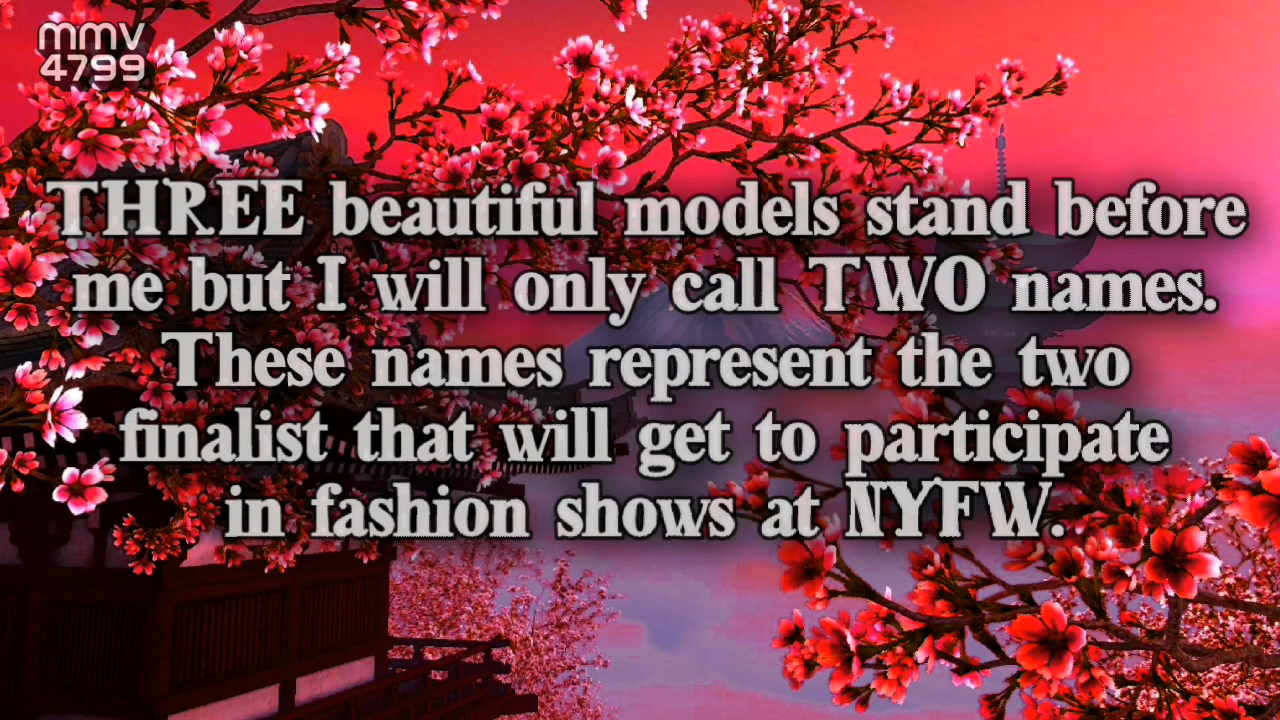 mmv
4799
THREE beautiful models stand before
me but I will only call TWO names.
These names represent the two
finalist that will get to participate
in fashion shows at NYFW.